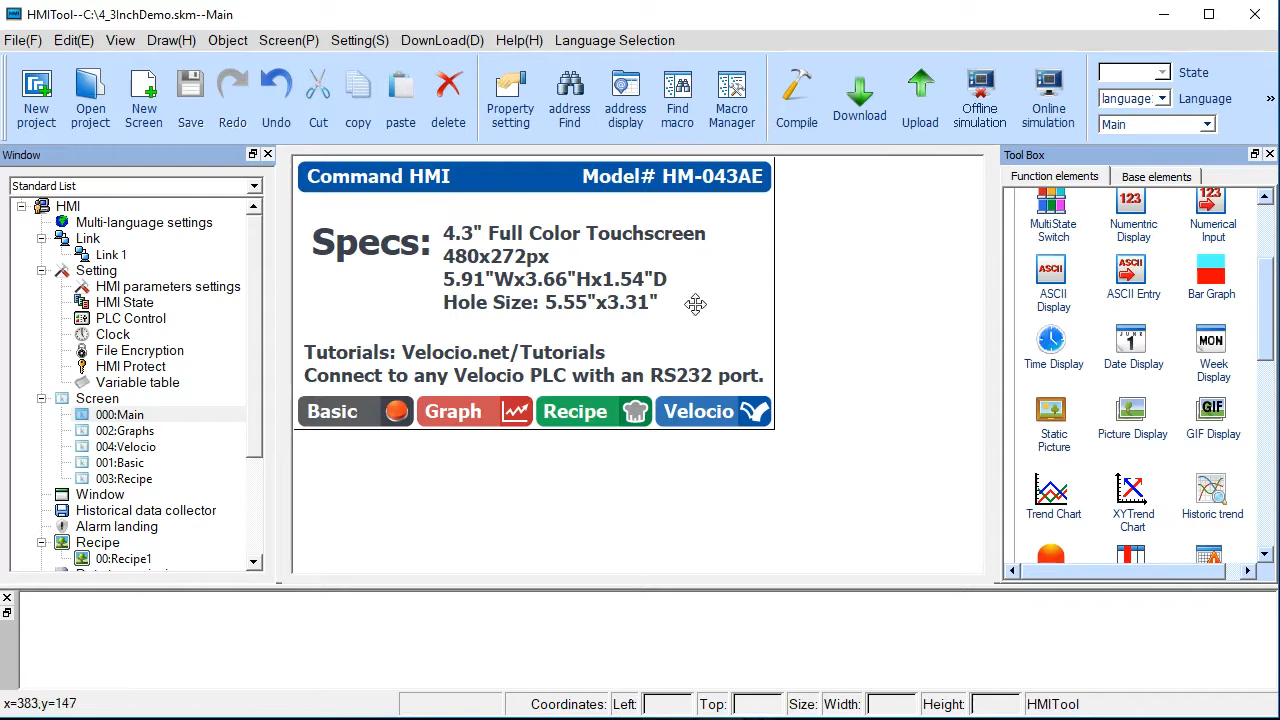 HMITool--C:\4_3InchDemo.skm--Main
File(F) Edit(E) View Draw(H) Object Screen(P) Setting(S) DownLoad(D) Help(H) Language Selection
New project
Open project
New Screen
Save
Redo
Undo
Cut
copy
paste
delete
Property setting
address Find
address display
Find macro
Macro Manager
Compile
Download
Upload
Offline simulation
Online simulation
State
language: Language
Main
»
Window
Standard List
HMI
Multi-language settings
Link
Link 1
Setting
HMI parameters settings
HMI State
PLC Control
Clock
File Encryption
HMI Protect
Variable table
Screen
000:Main
002:Graphs
004:Velocio
001:Basic
003:Recipe
Window
Historical data collector
Alarm landing
Recipe
00:Recipe1
Command HMI Model# HM-043AE
Specs:
4.3" Full Color Touchscreen
480x272px
5.91"Wx3.66"Hx1.54"D
Hole Size: 5.55"x3.31"
Tutorials: Velocio.net/Tutorials
Connect to any Velocio PLC with an RS232 port.
Basic Graph Recipe Velocio
Tool Box
Function elements Base elements
MultiState Switch
123
Numerric Display
123
Numerical Input
ASCII
ASCII Display
ASCII
ASCII Entry
Bar Graph
Time Display
JUNE
1
Date Display
MON
Week Display
Static Picture
Picture Display
GIF
GIF Display
Trend Chart
XYTrend Chart
Historic trend
x=383,y=147
Coordinates: Left: Top: Size: Width: Height: HMITool